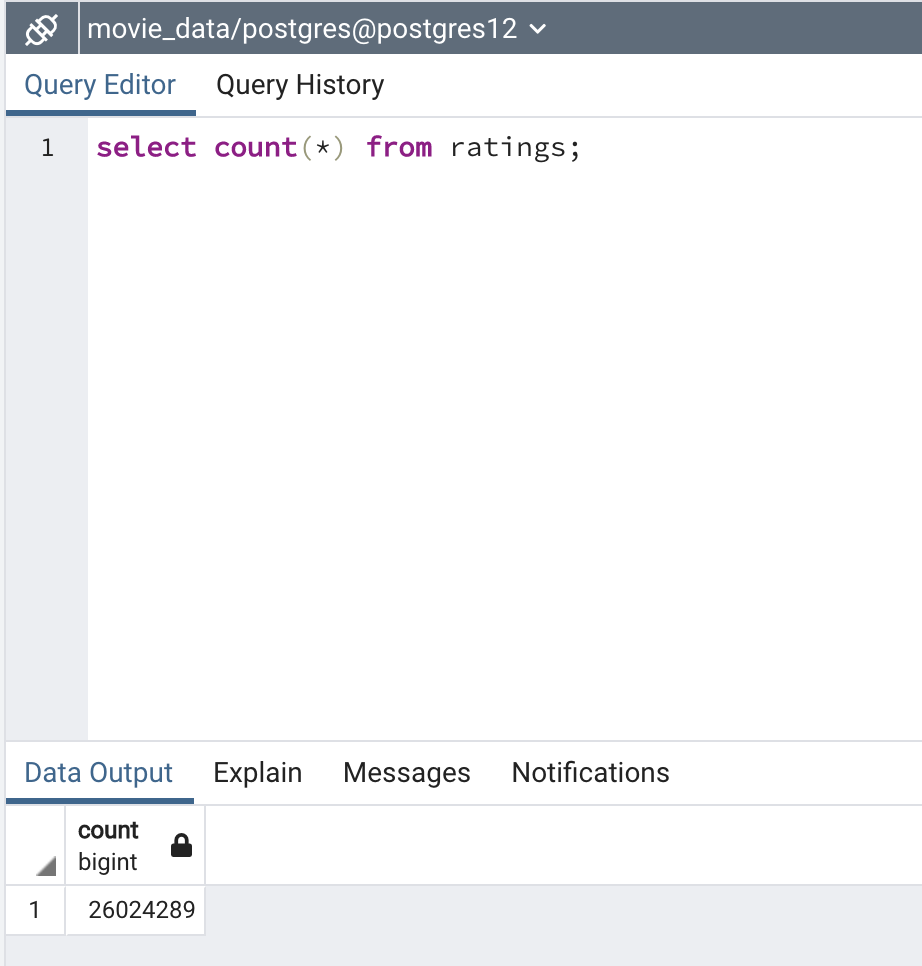 movie_data/postgres@postgres12
Query Editor Query History
1 select count(*) from ratings;
Data Output Explain Messages Notifications
count
bigint
1 26024289